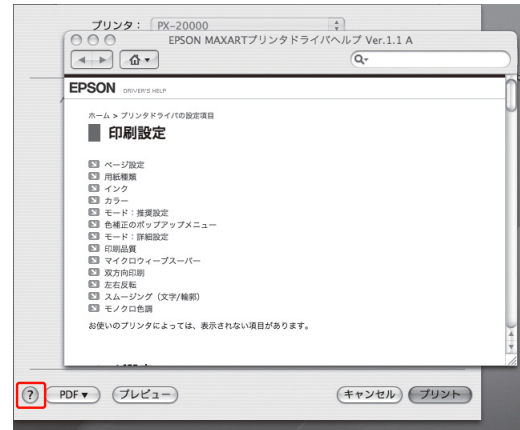 プリンタ： PX-20000
EPSON MAXARTプリンタドライバヘルプ Ver.1.1 A
EPSON DRIVER'S HELP
ホーム > プリンタドライバの設定項目
印刷設定
ページ設定
用紙種類
インク
カラー
モード：推奨設定
色補正のポップアップメニュー
モード：詳細設定
印刷品質
マイクロウィーブスーパー
双方向印刷
左右反転
スムージング（文字/輪郭）
モノクロ色調
お使いのプリンタによっては、表示されない項目があります。
? PDF▼ プレビュー キャンセル プリント